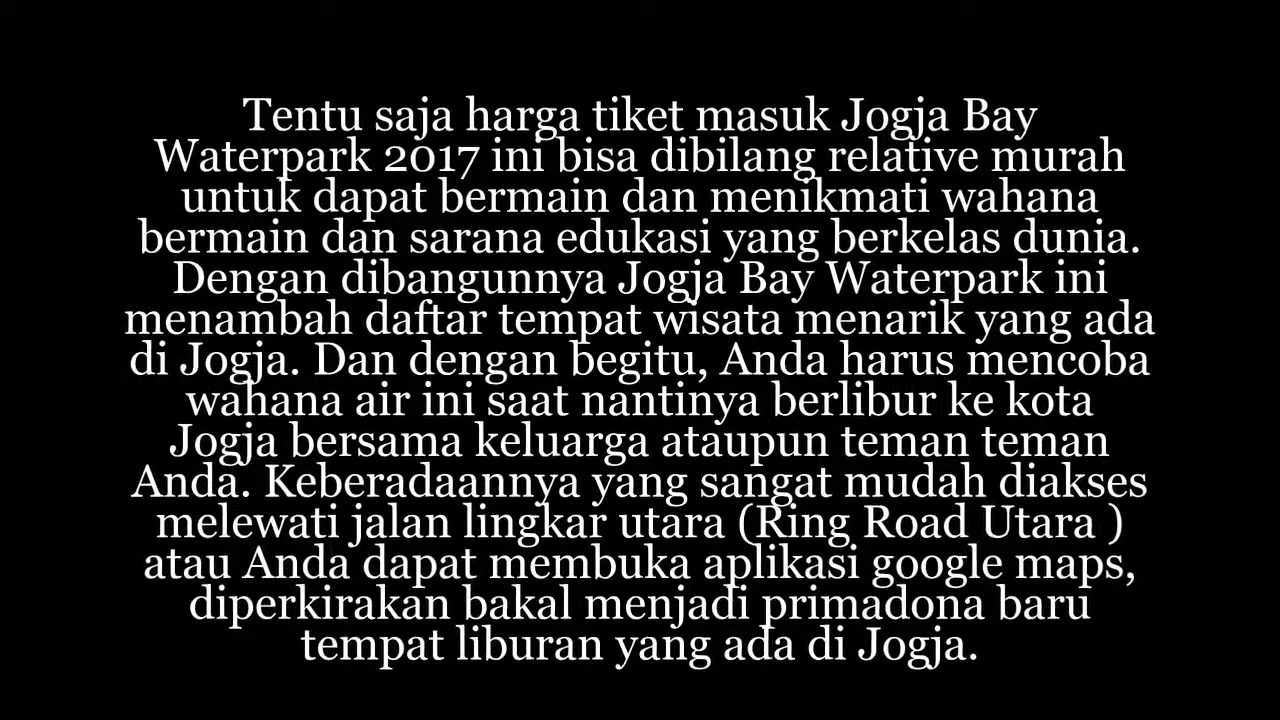 Tentu saja harga tiket masuk Jogja Bay
Waterpark 2017 ini bisa dibilang relative murah
untuk dapat bermain dan menikmati wahana
bermain dan sarana edukasi yang berkelas dunia.
Dengan dibangunnya Jogja Bay Waterpark ini
menambah daftar tempat wisata menarik yang ada
di Jogja. Dan dengan begitu, Anda harus mencoba
wahana air ini saat nantinya berlibur ke kota
Jogja bersama keluarga ataupun teman teman
Anda. Keberadaannya yang sangat mudah diakses
melewati jalan lingkar utara (Ring Road Utara )
atau Anda dapat membuka aplikasi google maps,
diperkirakan bakal menjadi primadona baru
tempat liburan yang ada di Jogja.